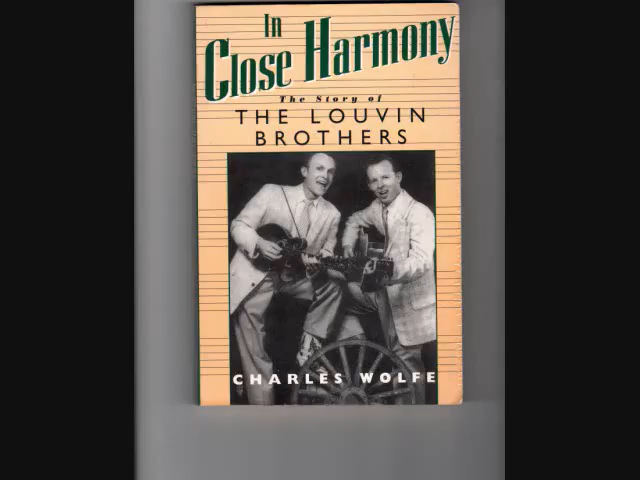 In
Close Harmony
The Story of
THE LOUVIN
BROTHERS
CHARLES WOLFE